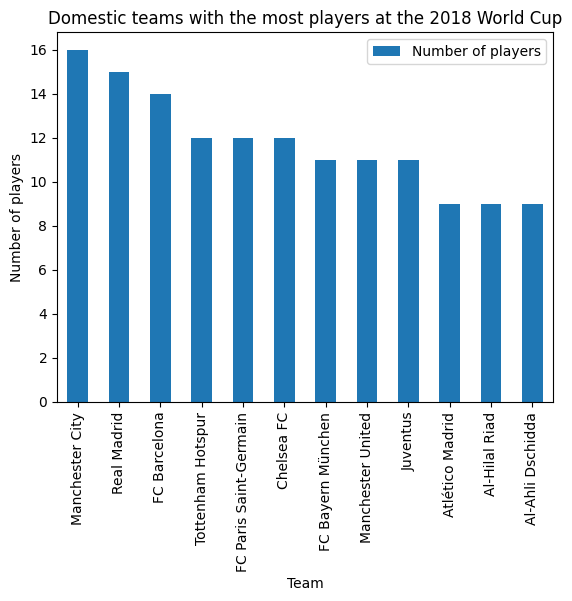 Domestic teams with the most players at the 2018 World Cup
Number of players
16
14
12
10
8
6
4
2
0
Number of players
Manchester City
Real Madrid
FC Barcelona
Tottenham Hotspur
FC Paris Saint-Germain
Chelsea FC
FC Bayern München
Manchester United
Juventus
Atlético Madrid
Al-Hilal Riad
Al-Ahli Dschidda
Team